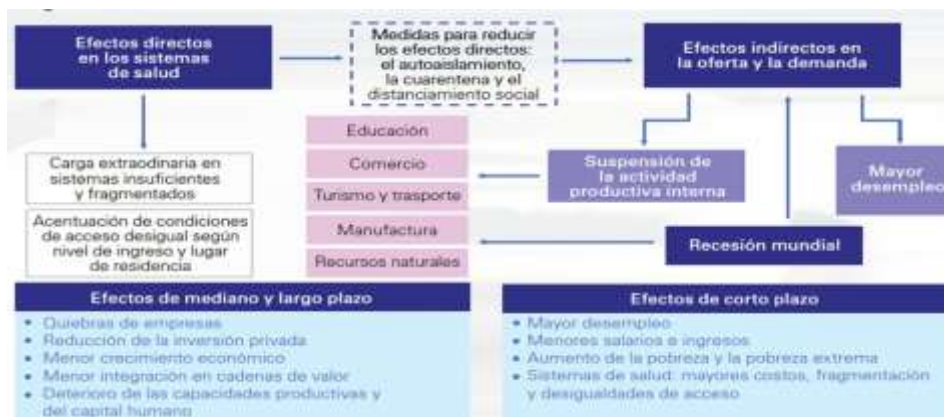 Efectos directos
en los sistemas
de salud
Medidas para reducir
los efectos directos:
el autoaislamiento,
la cuarentena y el
distanciamiento social
Efectos indirectos en
la oferta y la demanda
Carga extraodinaria en
sistemas insuficientes
y fragmentados
Acentuación de condiciones
de acceso desigual según
nivel de ingreso y lugar
de residencia
Educación
Comercio
Turismo y trasporte
Manufactura
Recursos naturales
Suspensión de
la actividad
productiva interna
Mayor
desempleo
Recesión mundial
Efectos de mediano y largo plazo
• Quiebras de empresas
• Reducción de la inversión privada
• Menor crecimiento económico
• Menor integración en cadenas de valor
• Deterioro de las capacidades productivas y
del capital humano
Efectos de corto plazo
• Mayor desempleo
• Menores salarios e ingresos
• Aumento de la pobreza y la pobreza extrema
• Sistemas de salud: mayores costos, fragmentación
y desigualdades de acceso